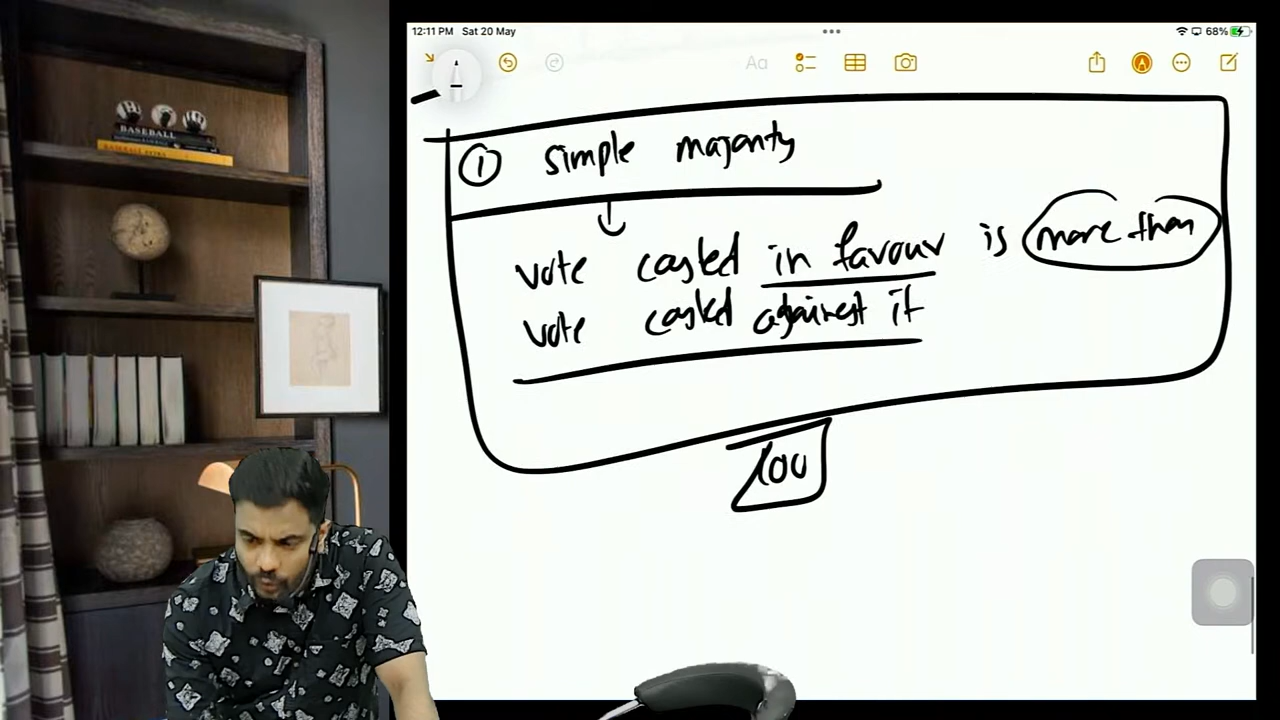 12:11 PM Sat 20 May
68%
Aa
① simple majority
vote casted in favour is more than
vote casted against it
100
BASEBALL